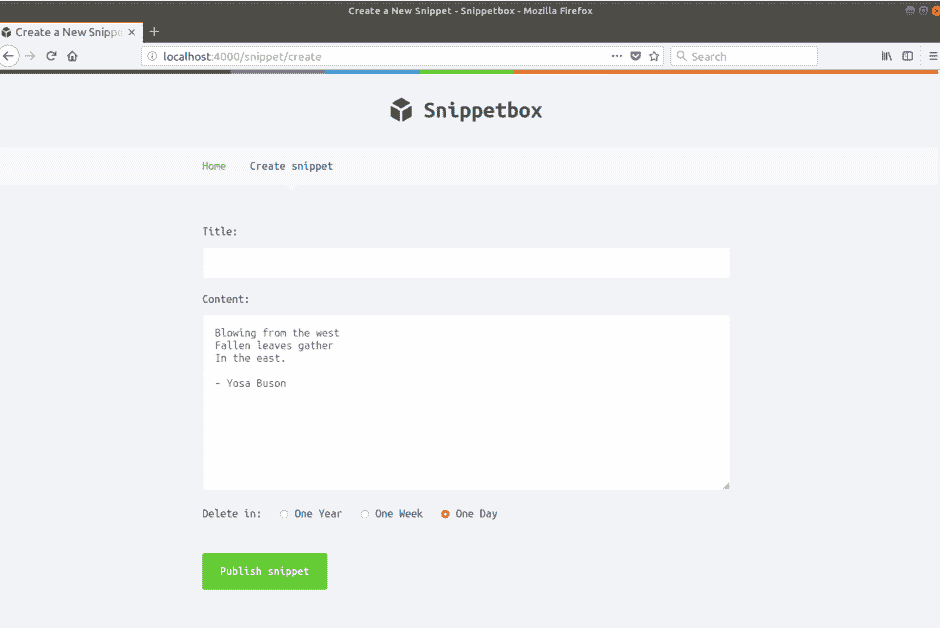 Create a New Snippet - Snippetbox - Mozilla Firefox
Create a New Snippe
localhost:4000/snippet/create
Search
Snippetbox
Home Create snippet
Title:
Content:
Blowing from the west
Fallen leaves gather
In the east.
- Yosa Buson
Delete in: One Year One Week One Day
Publish snippet